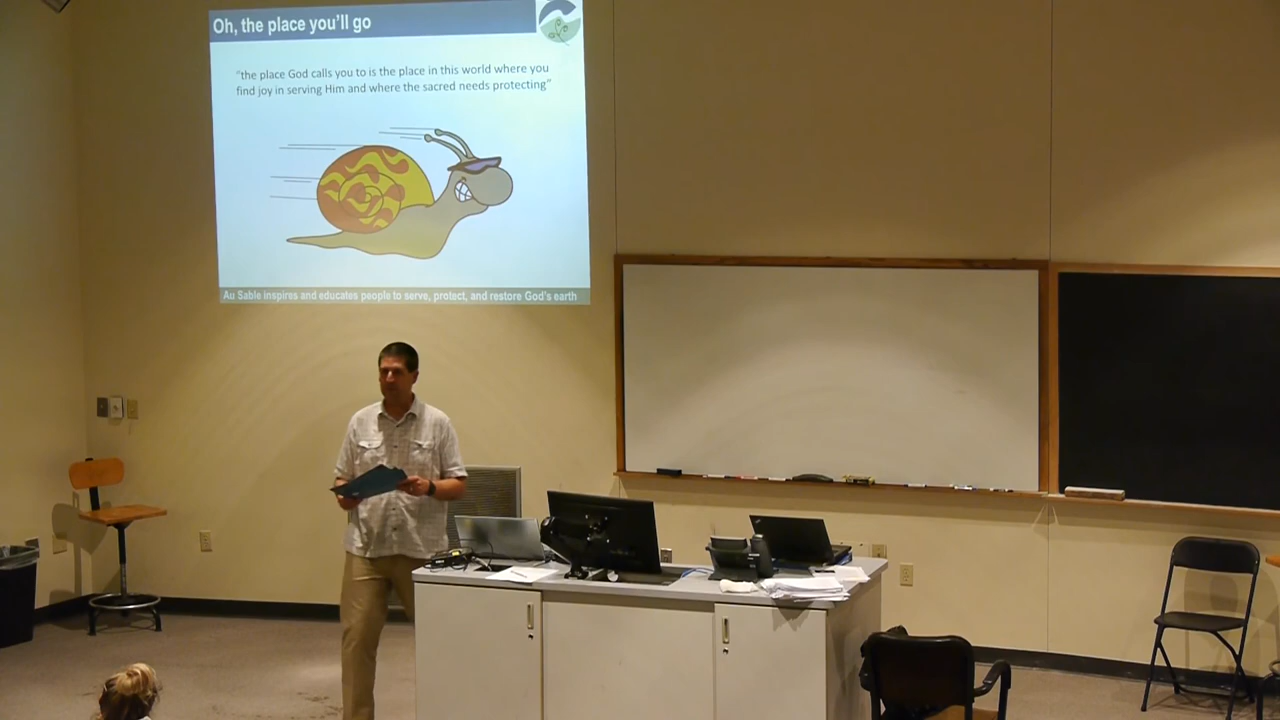 Oh, the place you'll go
"the place God calls you to is the place in this world where you
find joy in serving Him and where the sacred needs protecting"
Au Sable inspires and educates people to serve, protect, and restore God's earth